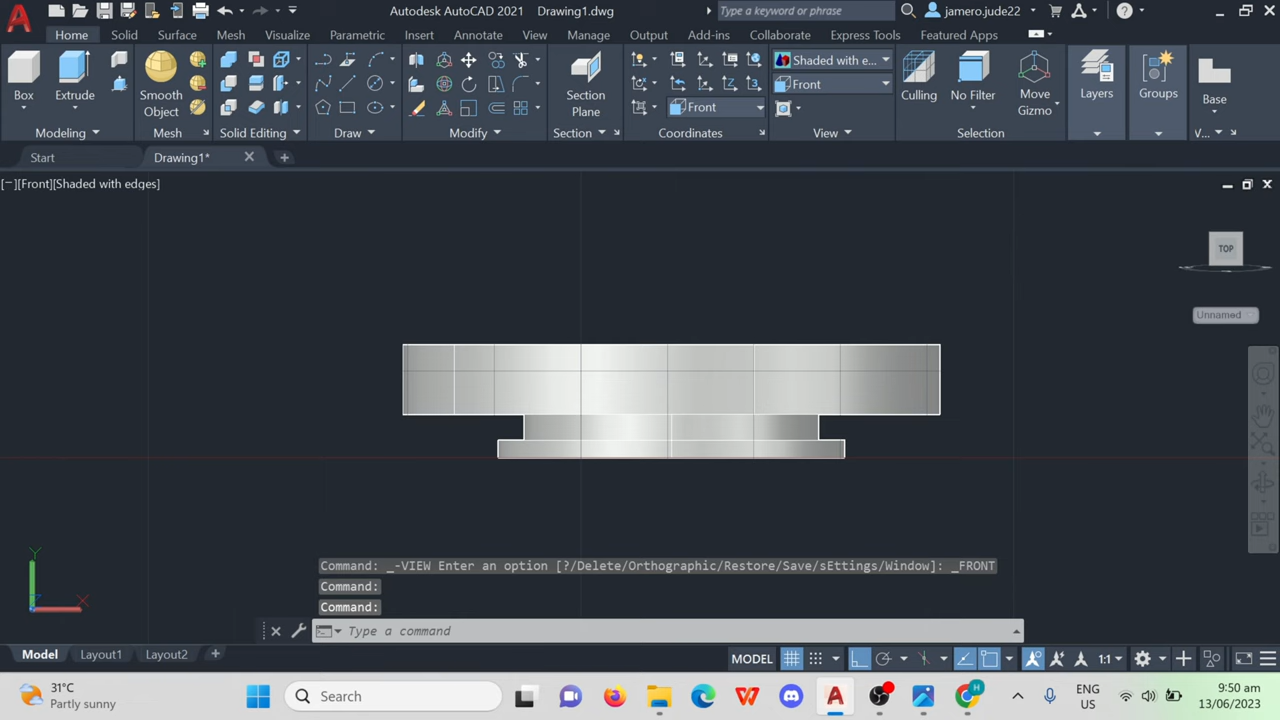 Autodesk AutoCAD 2021 Drawing1.dwg
Type a keyword or phrase
jamero.jude22
Home Solid Surface Mesh Visualize Parametric Insert Annotate View Manage Output Add-ins Collaborate Express Tools Featured Apps
Box
Extrude
Smooth
Object
Section
Plane
Front
Shaded with e...
Front
Culling
No Filter
Move
Gizmo
Layers
Groups
Base
Modeling Mesh Solid Editing Draw Modify Section Coordinates View Selection V...
Start Drawing1*
[−][Front][Shaded with edges]
TOP
Unnamed
Y
X
Command: _-VIEW Enter an option [?/Delete/Orthographic/Restore/Save/sEttings/Window]: _FRONT
Command:
Command:
Type a command
Model Layout1 Layout2
MODEL
1:1
31°C
Partly sunny
Search
ENG
US
9:50 am
13/06/2023